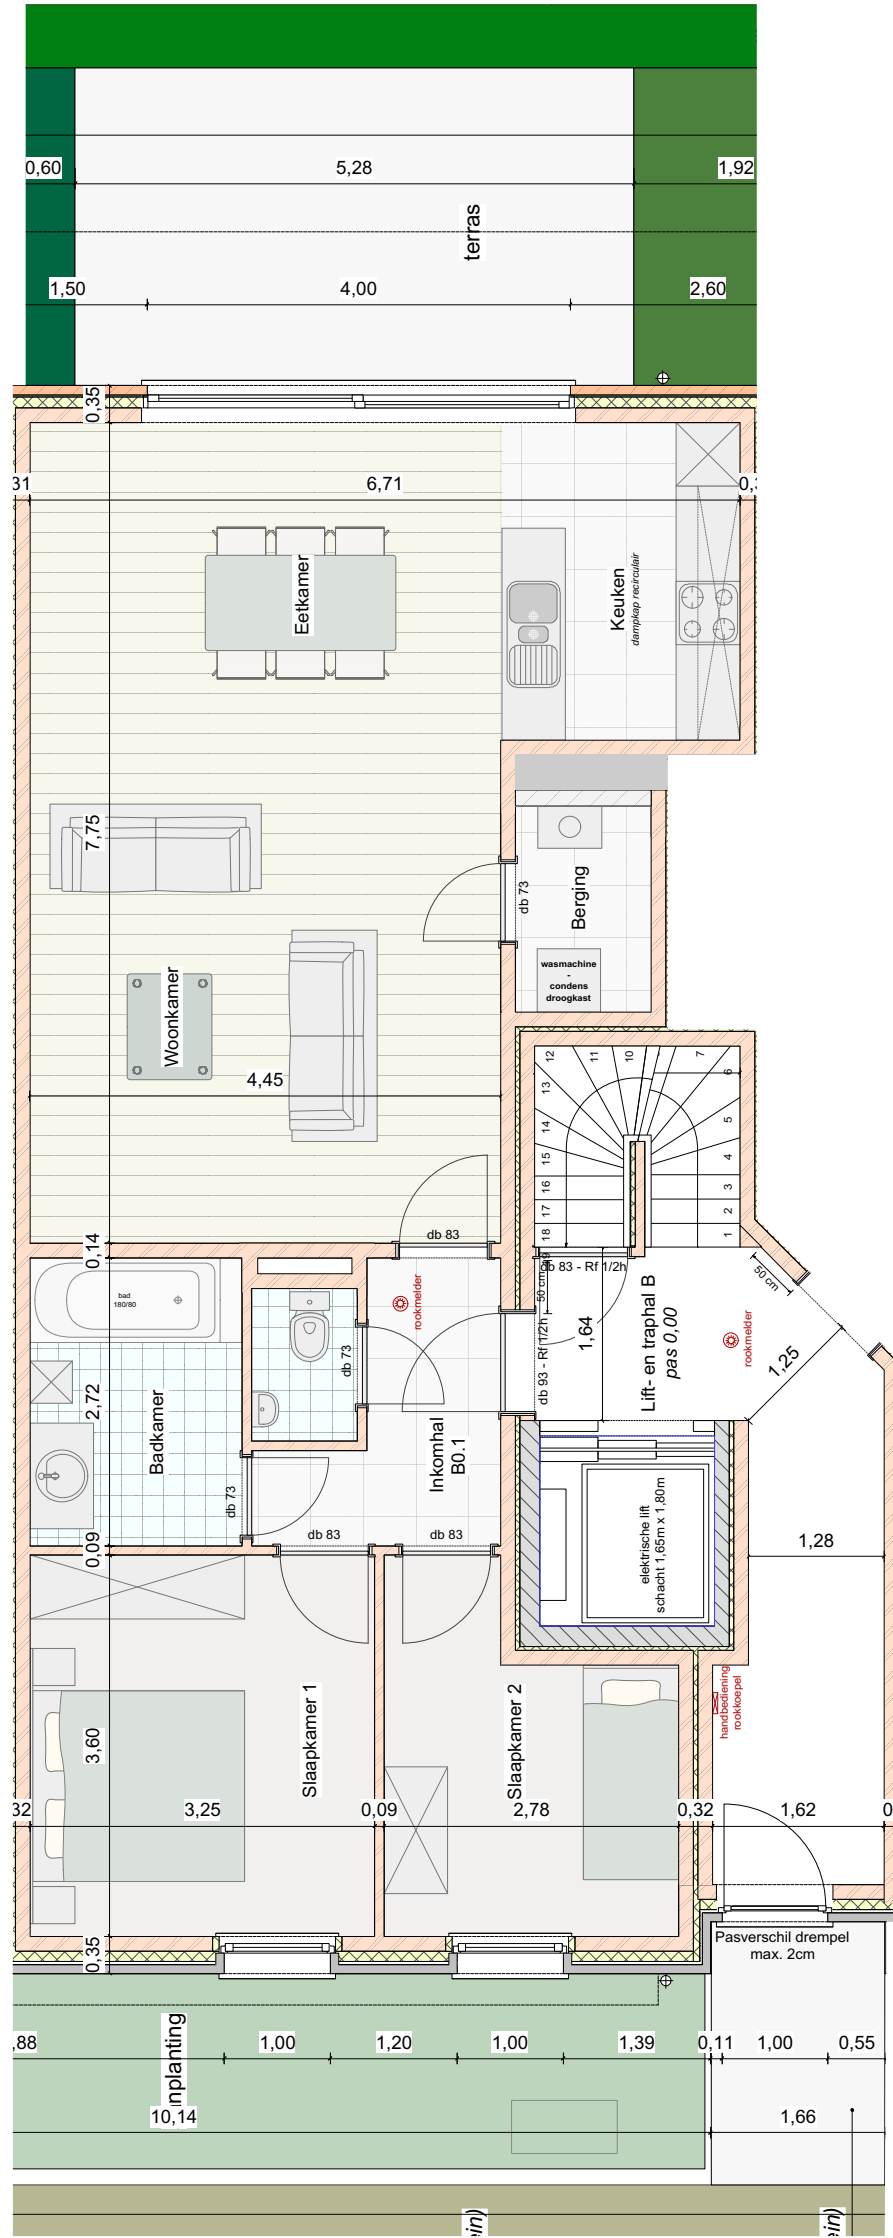 0,60
5,28
1,92
terras
1,50
4,00
2,60
0,35
31
6,71
Eetkamer
Keuken
dampkap recirculair
7,75
Berging
db 73
wasmachine
-
condens
droogkast
Woonkamer
4,45
12
11
10
7
6
13
14
5
15
4
16
3
17
2
18
1
0,14
db 83
db 83 - Rf 1/2h
50 cm
50 cm
bad
180/80
rookmelder
1,64
Lift- en traphal B
pas 0,00
rookmelder
db 93 - Rf 1/2h
1,25
db 73
2,72
Badkamer
Inkomhal
B0.1
db 73
elektrische lift
schacht 1,65m x 1,80m
db 83
db 83
0,09
1,28
handbediening
rookkoepel
3,60
Slaapkamer 1
Slaapkamer 2
32
3,25
0,09
2,78
0,32
1,62
0,35
Pasverschil drempel
max. 2cm
,88
nplanting
1,00
1,20
1,00
1,39
0,11
1,00
0,55
10,14
1,66
ein)
ein)